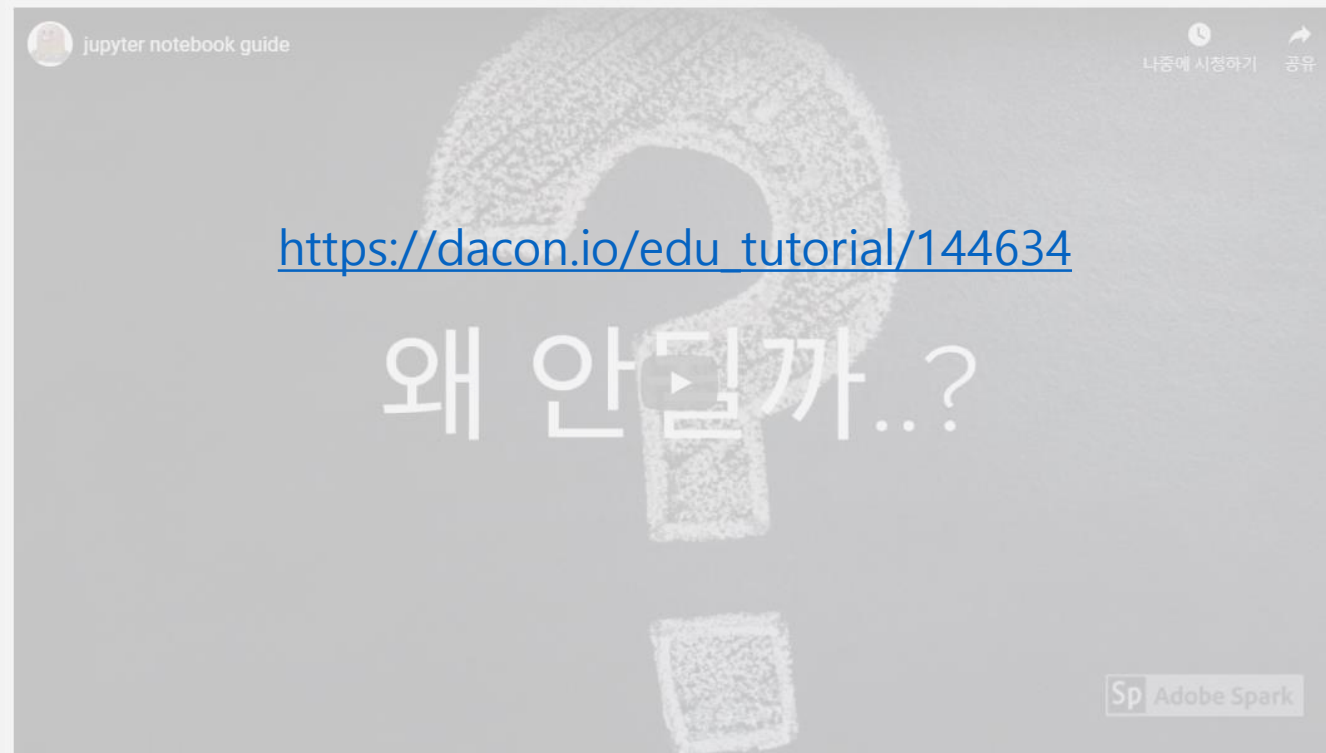 jupyter notebook guide
나중에 시청하기 공유
https://dacon.io/edu_tutorial/144634
왜 안될까..?
Sp Adobe Spark